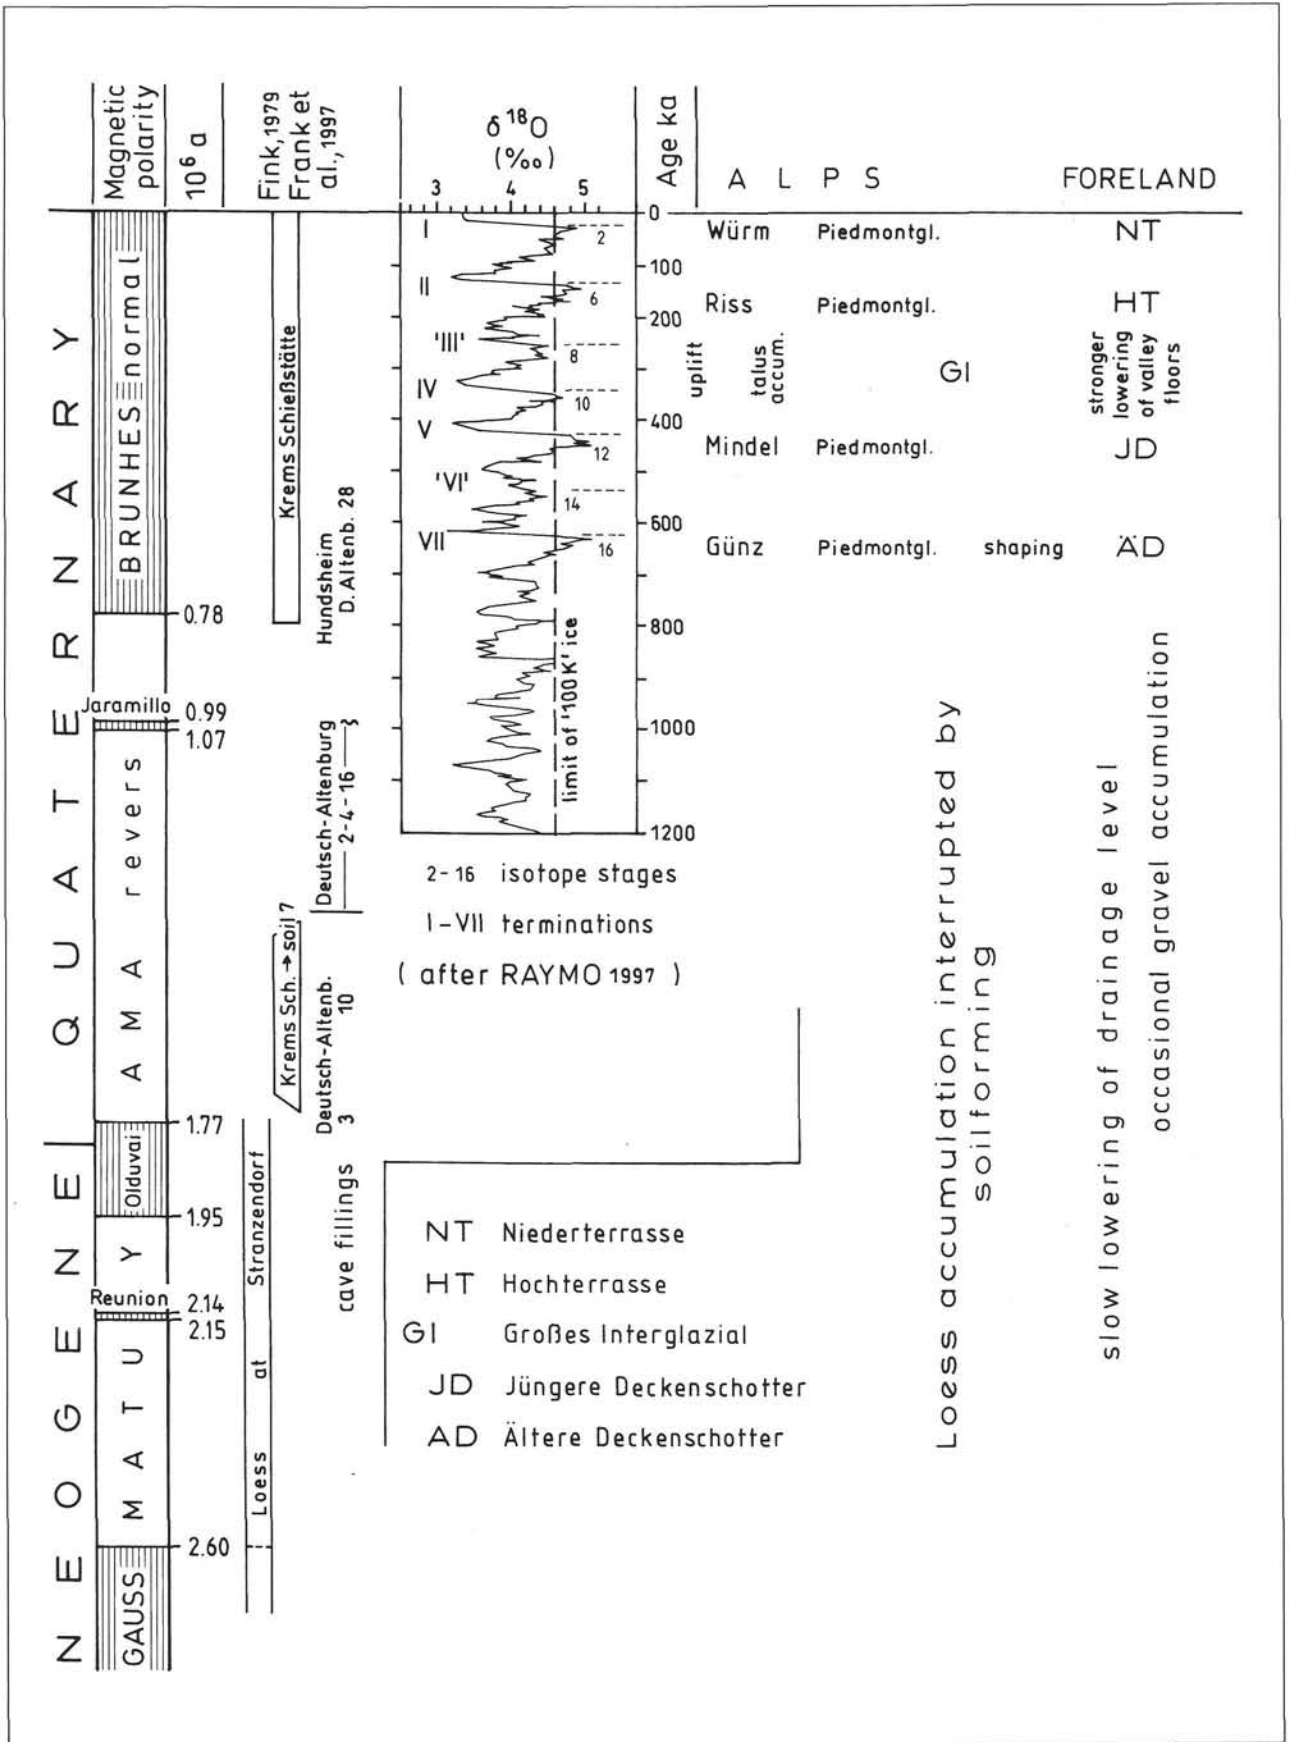 Magnetic
polarity
10⁶ a
Fink, 1979
Frank et
al., 1997
δ ¹⁸O
(‰)
3 4 5
Age ka
A L P S
FORELAND
QUATERNARY
NEOGENE
BRUNHES normal
0.78
Jaramillo 0.99
1.07
MATUYAMA revers
1.77
Olduvai
1.95
Reunion 2.14
2.15
2.60
GAUSS
Krems Schießstätte
Hundsheim
D. Altenb. 28
Deutsch-Altenburg
2-4-16
Krems Sch. → soil 7
Deutsch-Altenb.
3 10
Loess at Stranzendorf
cave fillings
I
II
'III'
IV
V
'VI'
VII
2
6
8
10
12
14
16
limit of '100 K' ice
0
100
200
400
600
800
1000
1200
Würm Piedmontgl. NT
Riss Piedmontgl. HT
uplift
talus
accum.
GI
stronger
lowering
of valley
floors
Mindel Piedmontgl. JD
Günz Piedmontgl. shaping ÄD
2-16 isotope stages
I-VII terminations
( after RAYMO 1997 )
Loess accumulation interrupted by
soilforming
slow lowering of drainage level
occasional gravel accumulation
NT Niederterrasse
HT Hochterrasse
GI Großes Interglazial
JD Jüngere Deckenschotter
ÄD Ältere Deckenschotter